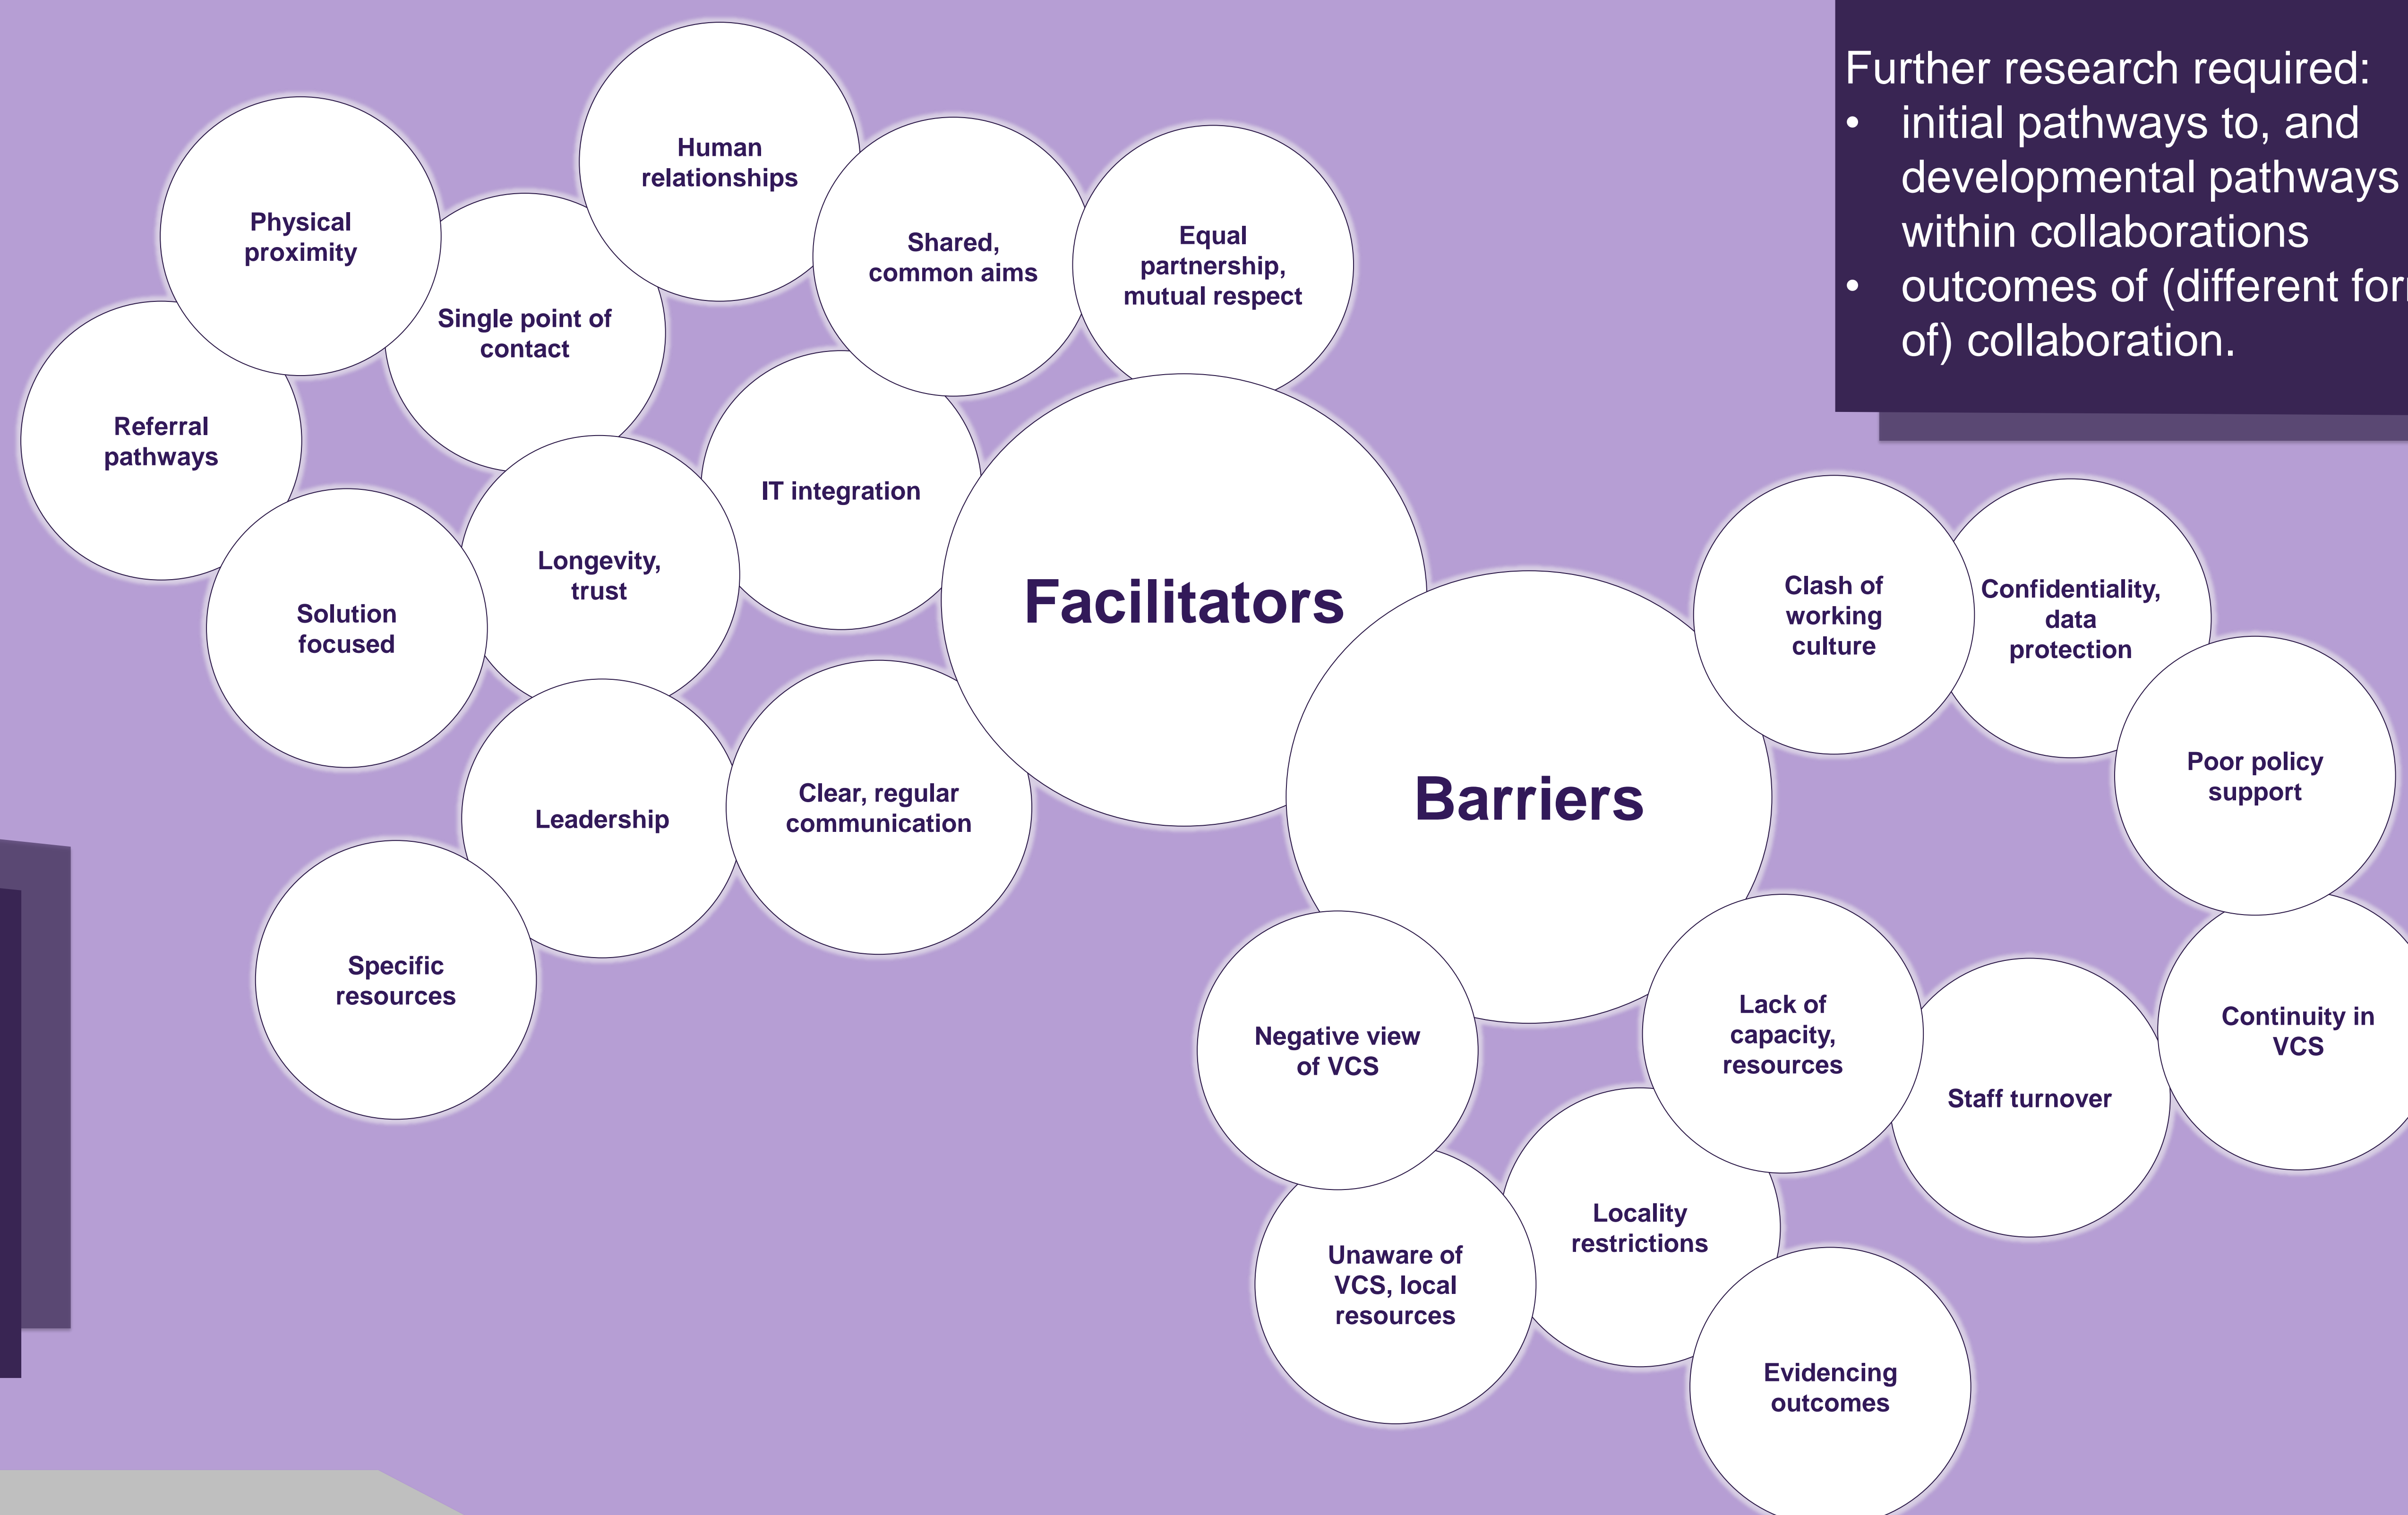 Further research required:
• initial pathways to, and
developmental pathways
within collaborations
• outcomes of (different
of) collaboration.
Human
relationships
Physical
proximity
Shared,
common aims
Equal
partnership,
mutual respect
Single point of
contact
Referral
pathways
IT integration
Longevity,
trust
Solution
focused
Facilitators
Leadership
Clear, regular
communication
Specific
resources
Barriers
Clash of
working
culture
Confidentiality,
data
protection
Poor policy
support
Negative view
of VCS
Lack of
capacity,
resources
Continuity in
VCS
Staff turnover
Locality
restrictions
Unaware of
VCS, local
resources
Evidencing
outcomes